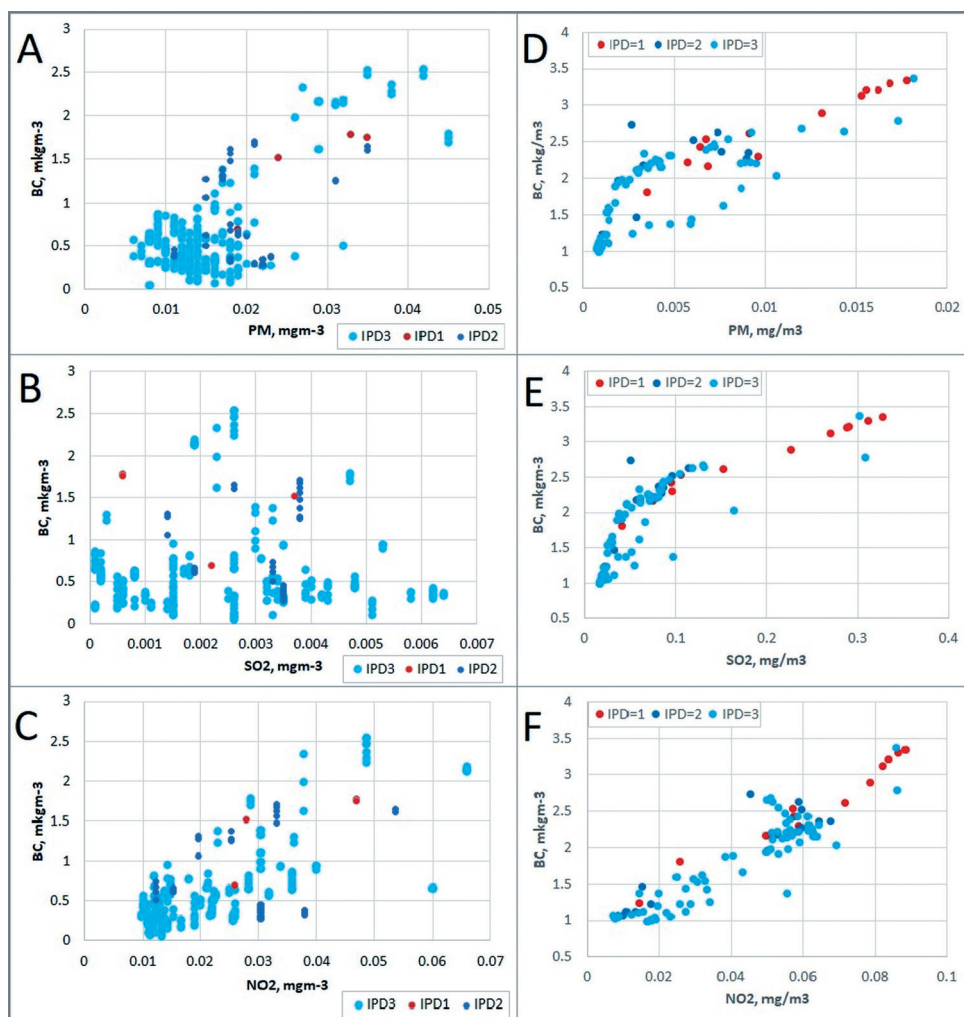 A
BC, mkgm-3
3
2.5
2
1.5
1
0.5
0
0 0.01 0.02 0.03 0.04 0.05
PM, mgm-3
IPD3 IPD1 IPD2
D
IPD=1 IPD=2 IPD=3
BC, mkg/m3
4
3.5
3
2.5
2
1.5
1
0.5
0 0.005 0.01 0.015 0.02
PM, mg/m3
B
BC, mkgm-3
3
2.5
2
1.5
1
0.5
0
0 0.001 0.002 0.003 0.004 0.005 0.006 0.007
SO2, mgm-3
IPD3 IPD1 IPD2
E
IPD=1 IPD=2 IPD=3
BC, mkgm-3
4
3.5
3
2.5
2
1.5
1
0.5
0 0.1 0.2 0.3 0.4
SO2, mg/m3
C
BC, mkgm-3
3
2.5
2
1.5
1
0.5
0
0 0.01 0.02 0.03 0.04 0.05 0.06 0.07
NO2, mgm-3
IPD3 IPD1 IPD2
F
IPD=1 IPD=2 IPD=3
BC, mkg/m3
4
3.5
3
2.5
2
1.5
1
0.5
0 0.02 0.04 0.06 0.08 0.1
NO2, mg/m3